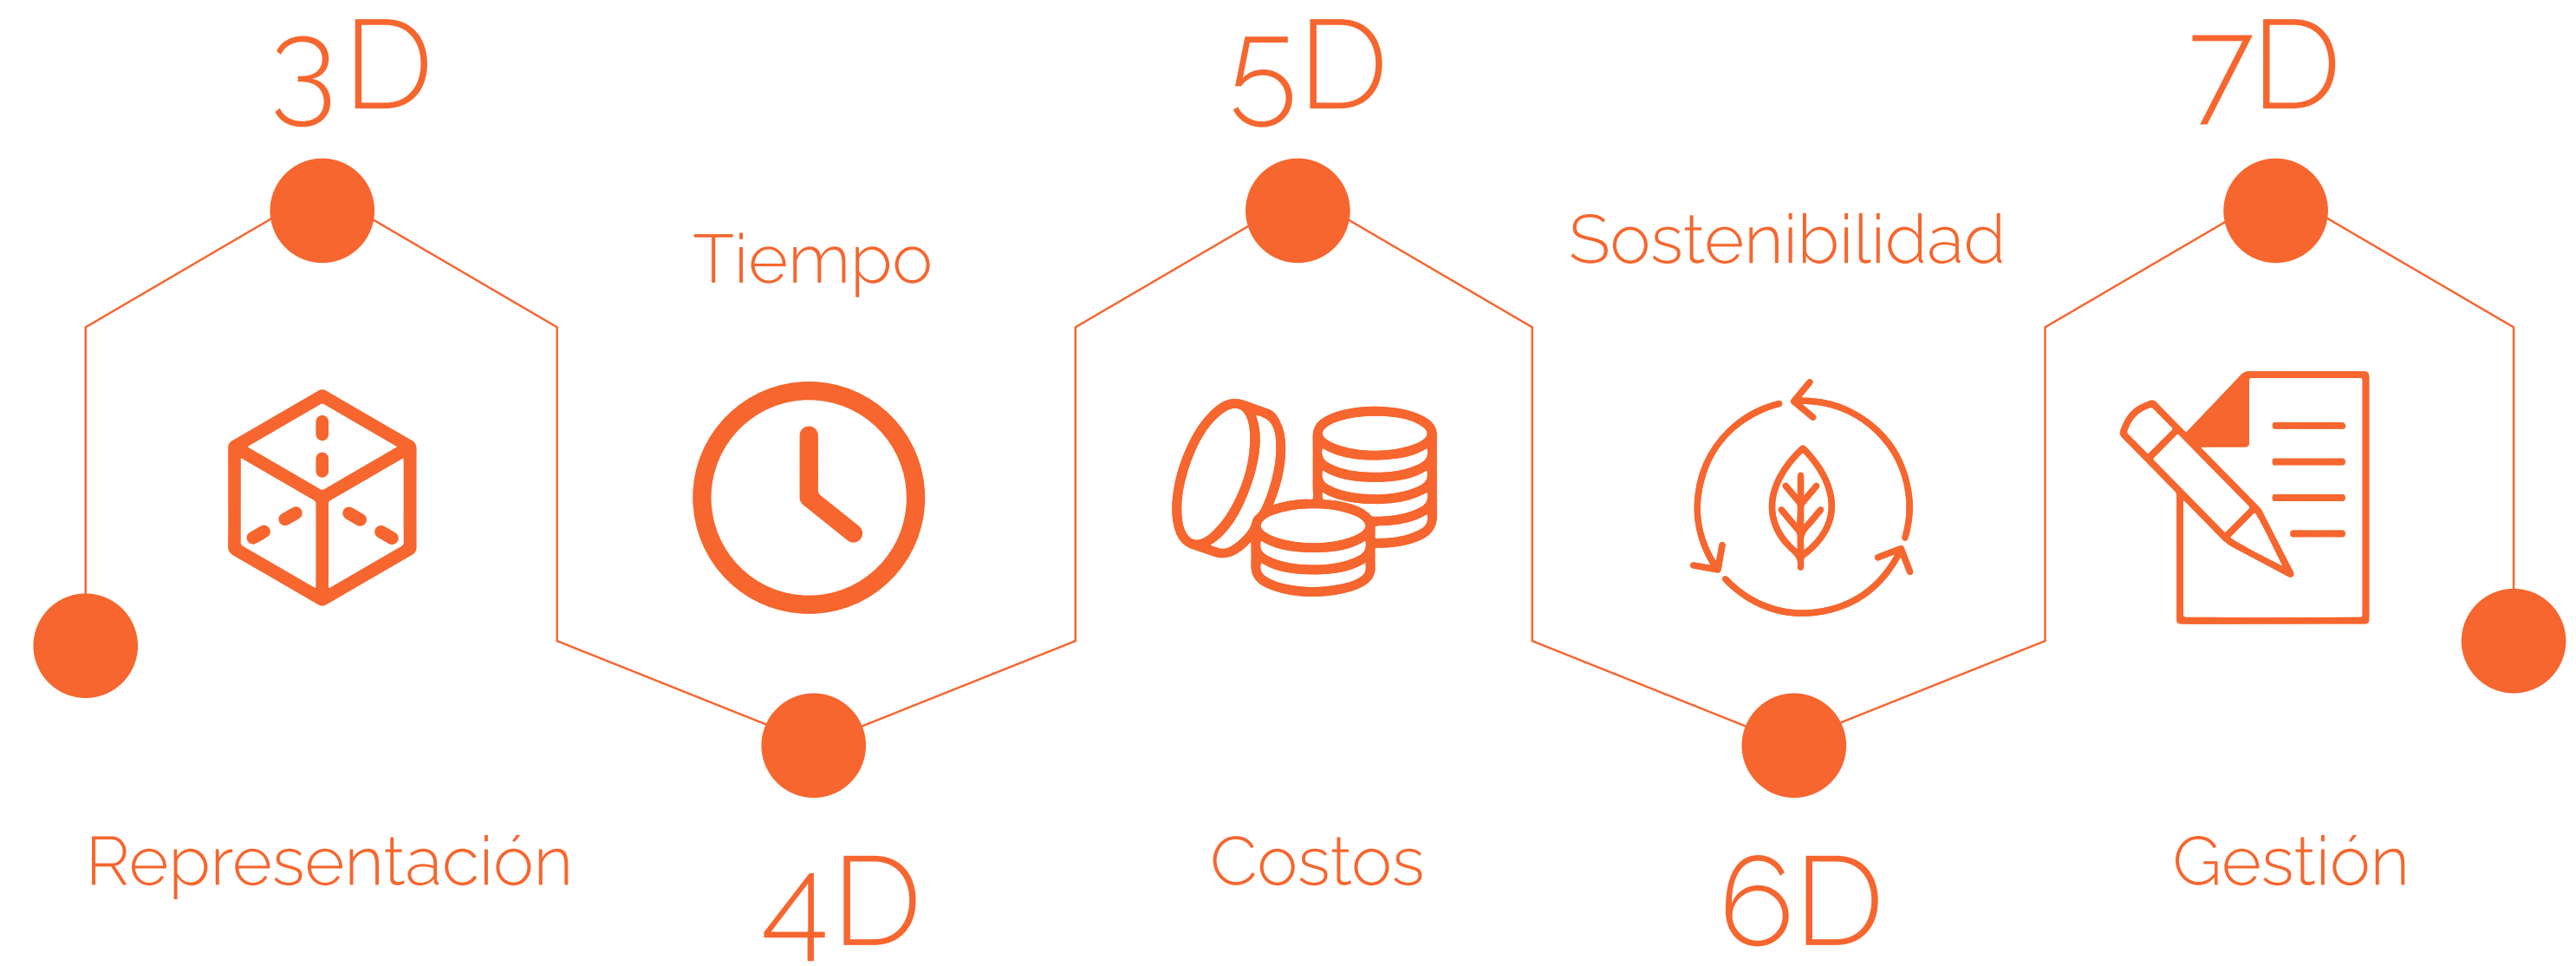 3D
Representación
Tiempo
4D
5D
Costos
Sostenibilidad
6D
7D
Gestión